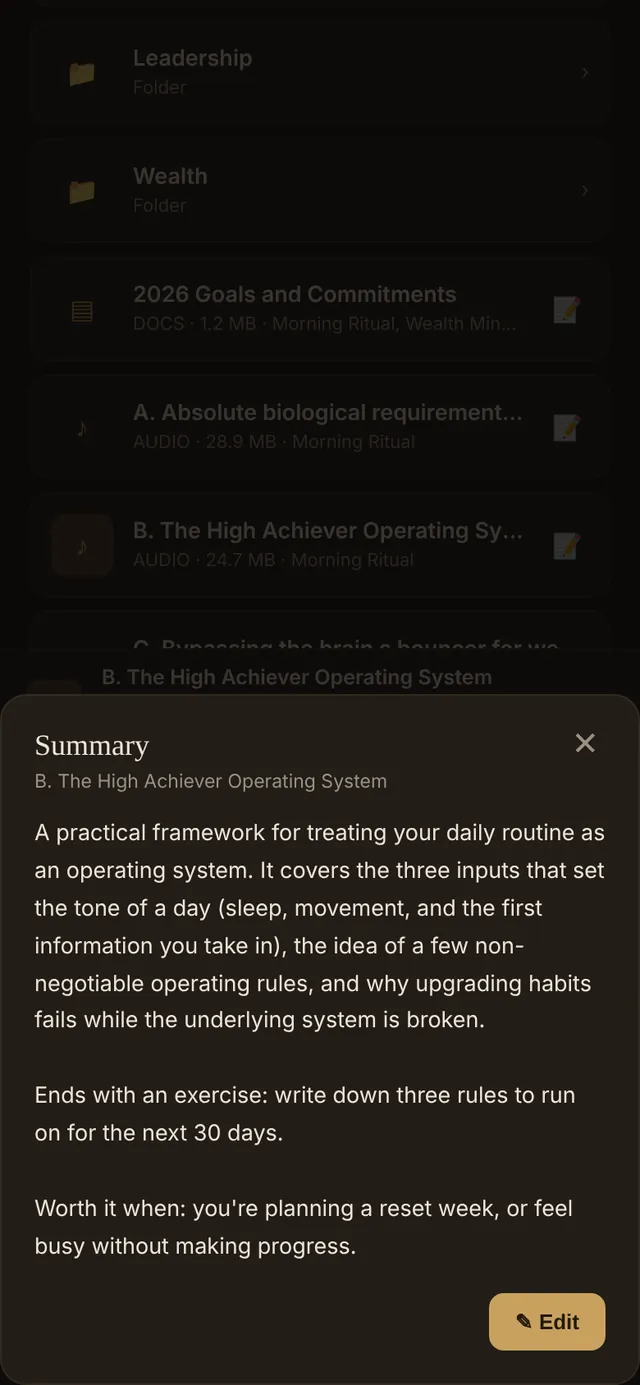 Leadership
Folder
Wealth
Folder
2026 Goals and Commitments
DOCS · 1.2 MB · Morning Ritual, Wealth Min...
A. Absolute biological requirement...
AUDIO · 28.9 MB · Morning Ritual
B. The High Achiever Operating Sy...
AUDIO · 24.7 MB · Morning Ritual
C. Bypassing the brain s bouncer for we...
B. The High Achiever Operating System
Summary
B. The High Achiever Operating System
A practical framework for treating your daily routine as
an operating system. It covers the three inputs that set
the tone of a day (sleep, movement, and the first
information you take in), the idea of a few non-
negotiable operating rules, and why upgrading habits
fails while the underlying system is broken.
Ends with an exercise: write down three rules to run
on for the next 30 days.
Worth it when: you're planning a reset week, or feel
busy without making progress.
✎ Edit